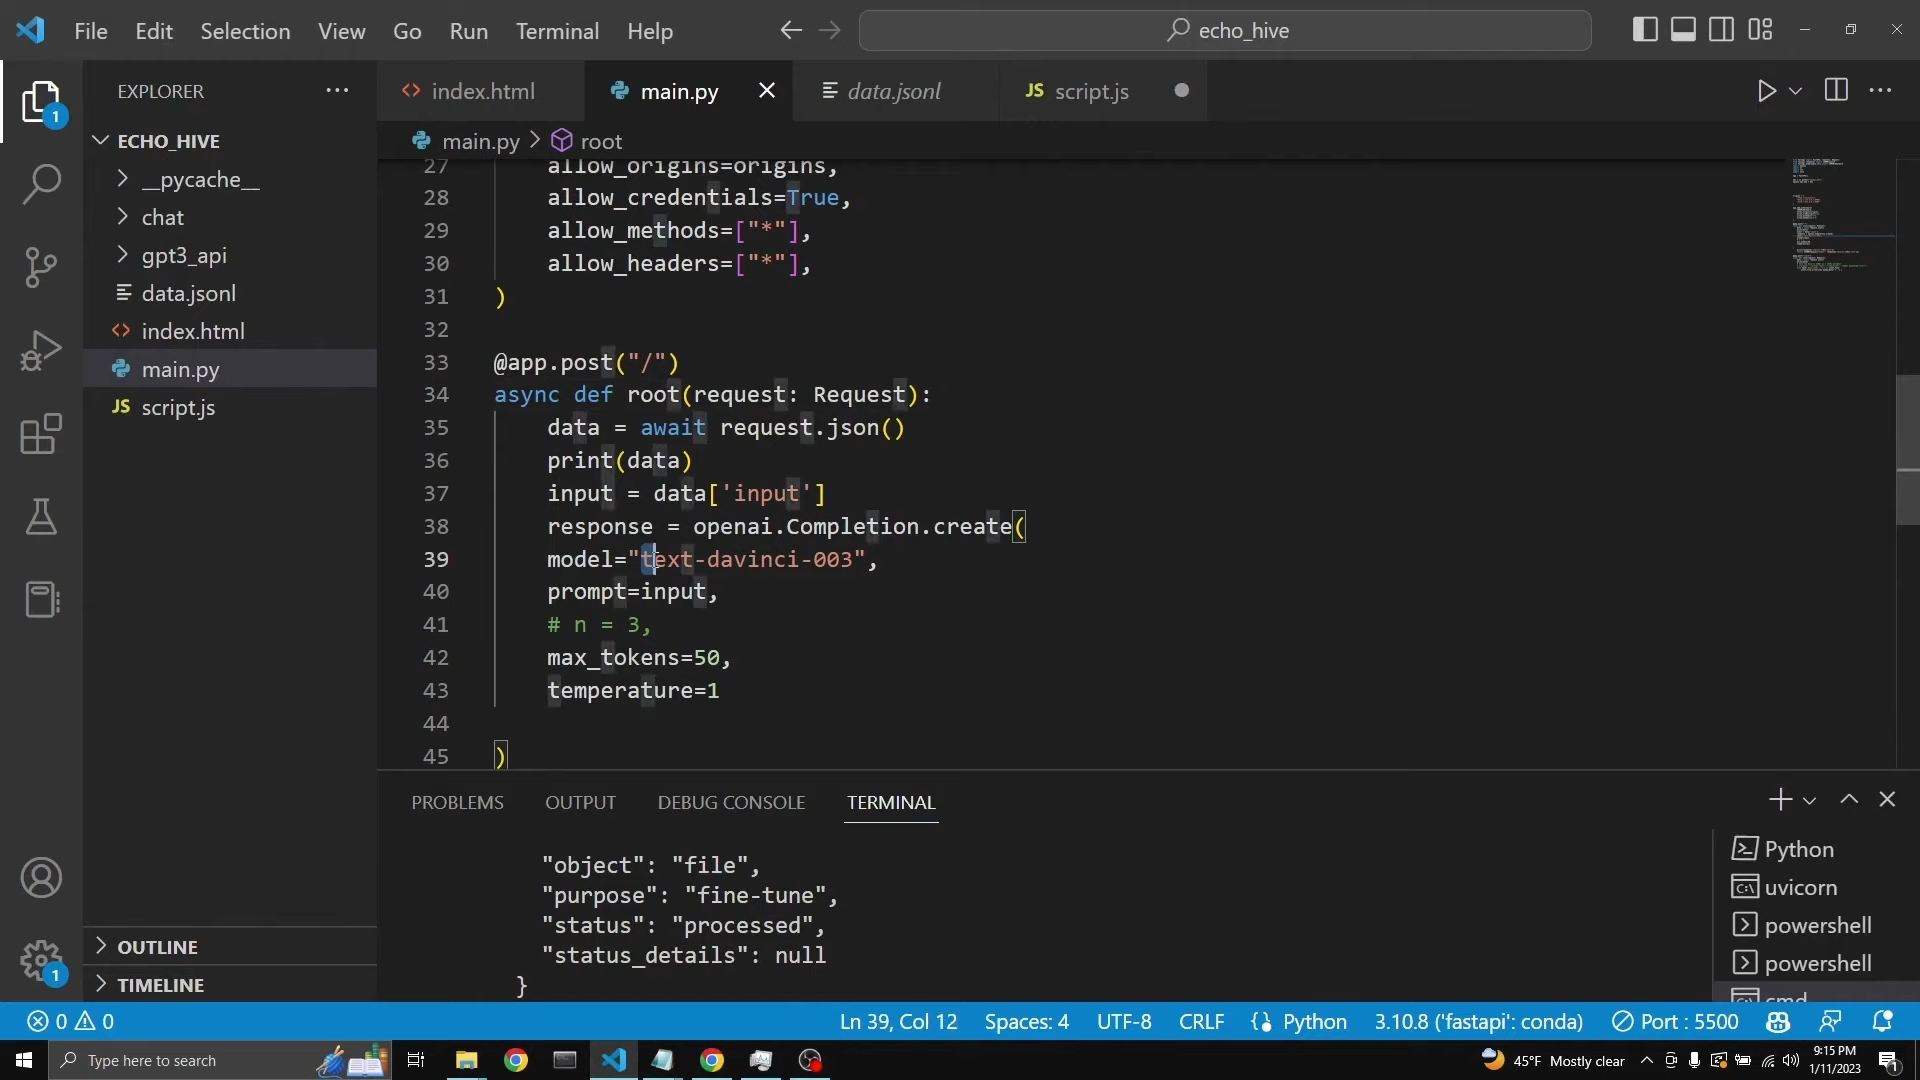 File Edit Selection View Go Run Terminal Help
echo_hive
EXPLORER
ECHO_HIVE
__pycache__
chat
gpt3_api
data.jsonl
index.html
main.py
JS script.js
OUTLINE
TIMELINE
1
1
index.html
main.py
data.jsonl
JS script.js
main.py > root
27 allow_origins=origins,
28 allow_credentials=True,
29 allow_methods=["*"],
30 allow_headers=["*"],
31 )
32
33 @app.post("/")
34 async def root(request: Request):
35 data = await request.json()
36 print(data)
37 input = data['input']
38 response = openai.Completion.create(
39 model="text-davinci-003",
40 prompt=input,
41 # n = 3,
42 max_tokens=50,
43 temperature=1
44
45 )
PROBLEMS OUTPUT DEBUG CONSOLE TERMINAL
"object": "file",
"purpose": "fine-tune",
"status": "processed",
"status_details": null
}
Python
uvicorn
powershell
powershell
cmd
0 0
Ln 39, Col 12 Spaces: 4 UTF-8 CRLF Python 3.10.8 ('fastapi': conda) Port : 5500
Type here to search
45°F Mostly clear
9:15 PM
1/11/2023
1